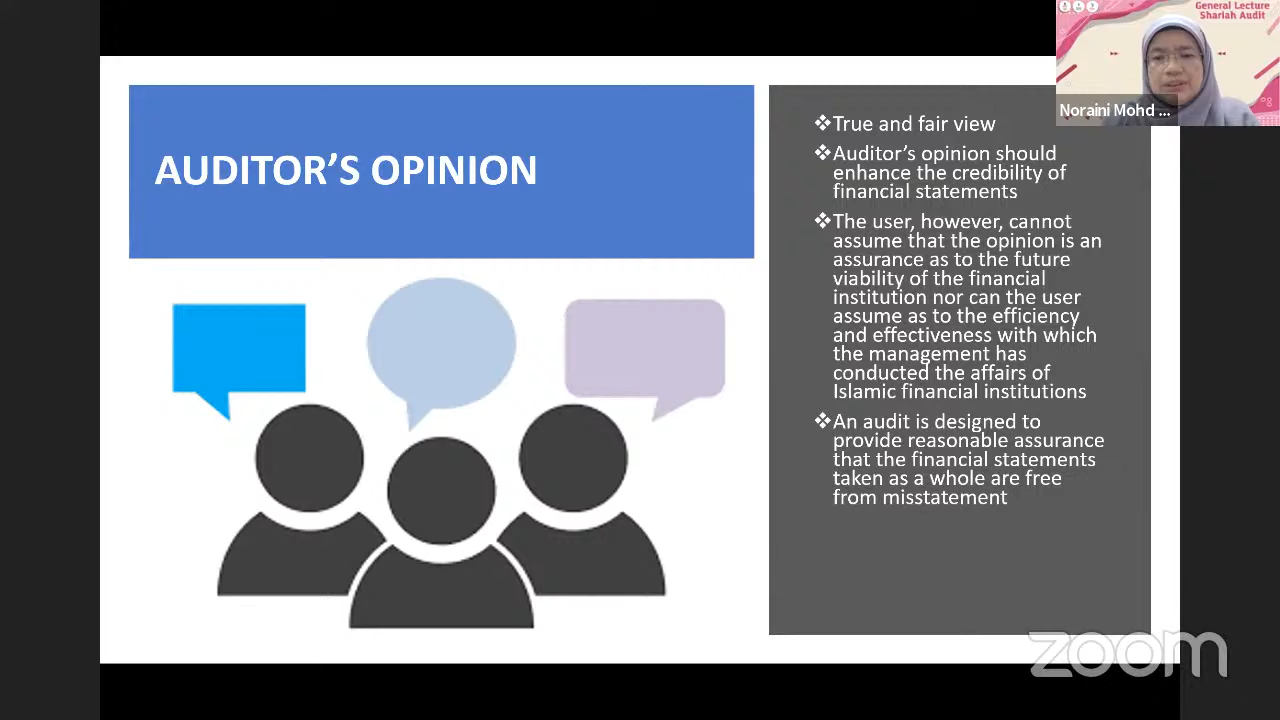 General Lecture
Shariah Audit
Noraini Mohd ...
AUDITOR'S OPINION
❖True and fair view
❖Auditor's opinion should
enhance the credibility of
financial statements
❖The user, however, cannot
assume that the opinion is an
assurance as to the future
viability of the financial
institution nor can the user
assume as to the efficiency
and effectiveness with which
the management has
conducted the affairs of
Islamic financial institutions
❖An audit is designed to
provide reasonable assurance
that the financial statements
taken as a whole are free
from misstatement
zoom